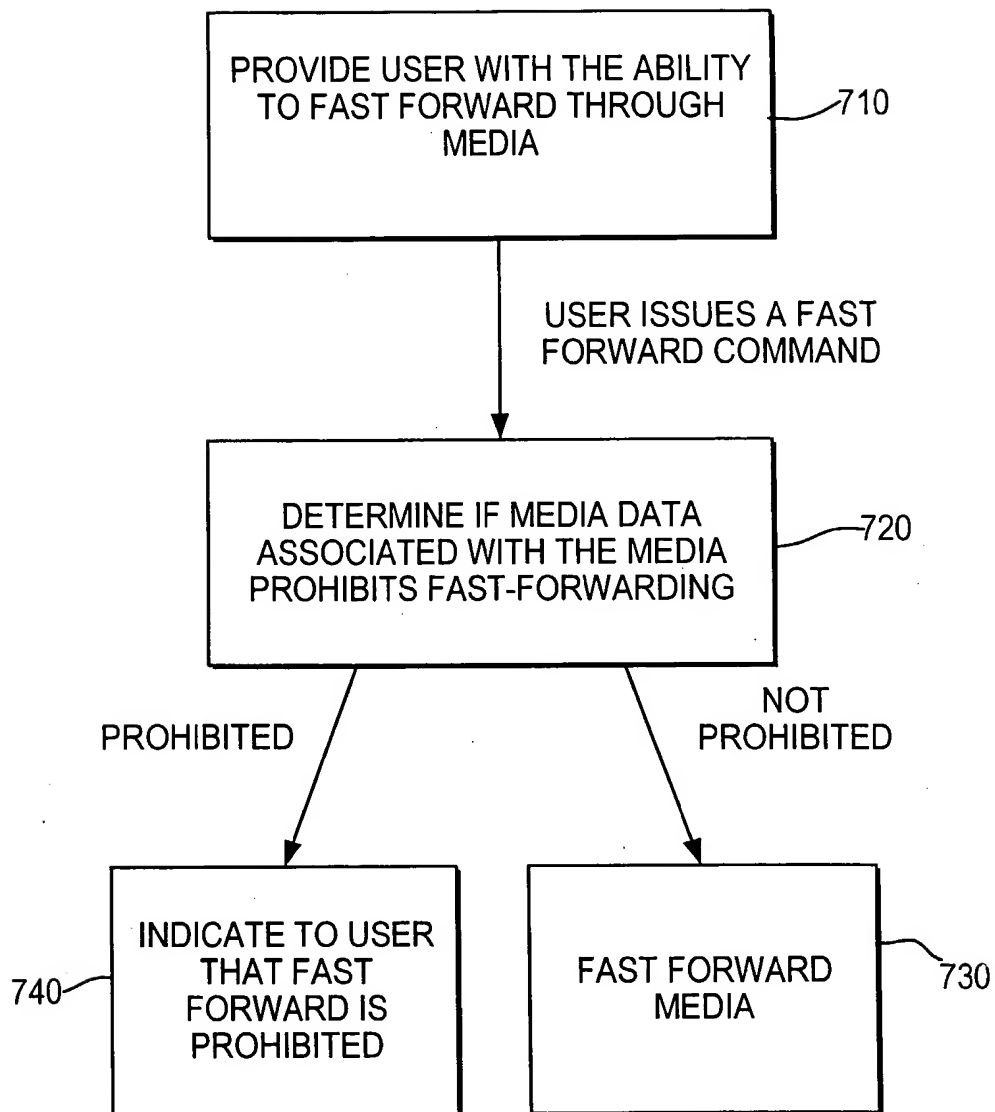 PROVIDE USER WITH THE ABILITY
TO FAST FORWARD THROUGH
MEDIA
710
USER ISSUES A FAST
FORWARD COMMAND
DETERMINE IF MEDIA DATA
ASSOCIATED WITH THE MEDIA
PROHIBITS FAST-FORWARDING
720
PROHIBITED
NOT
PROHIBITED
INDICATE TO USER
THAT FAST
FORWARD IS
PROHIBITED
740
FAST FORWARD
MEDIA
730